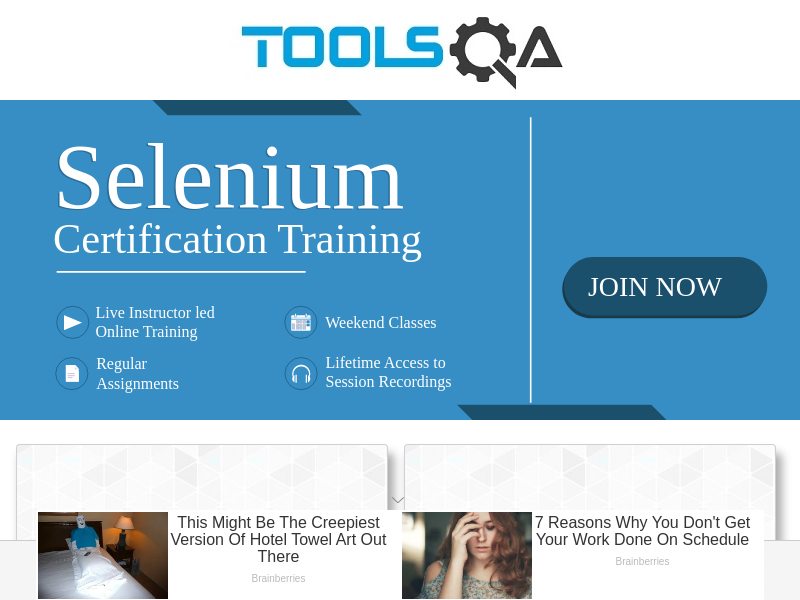 TOOLSQA
Selenium
Certification Training
Live Instructor led
Online Training
Weekend Classes
Regular
Assignments
Lifetime Access to
Session Recordings
JOIN NOW
This Might Be The Creepiest
Version Of Hotel Towel Art Out
There
Brainberries
7 Reasons Why You Don't Get
Your Work Done On Schedule
Brainberries